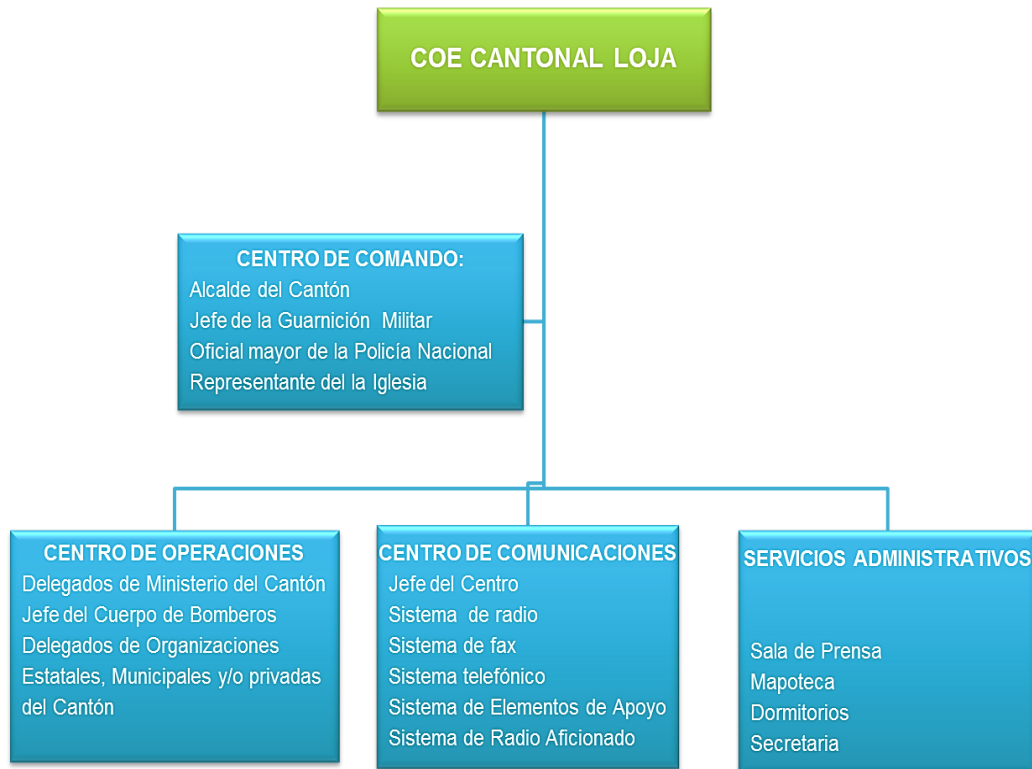 COE CANTONAL LOJA
CENTRO DE COMANDO:
Alcalde del Cantón
Jefe de la Guarnición Militar
Oficial mayor de la Policía Nacional
Representante del la Iglesia
CENTRO DE OPERACIONES
Delegados de Ministerio del Cantón
Jefe del Cuerpo de Bomberos
Delegados de Organizaciones
Estatales, Municipales y/o privadas
del Cantón
CENTRO DE COMUNICACIONES
Jefe del Centro
Sistema de radio
Sistema de fax
Sistema telefónico
Sistema de Elementos de Apoyo
Sistema de Radio Aficionado
SERVICIOS ADMINISTRATIVOS
Sala de Prensa
Mapoteca
Dormitorios
Secretaria